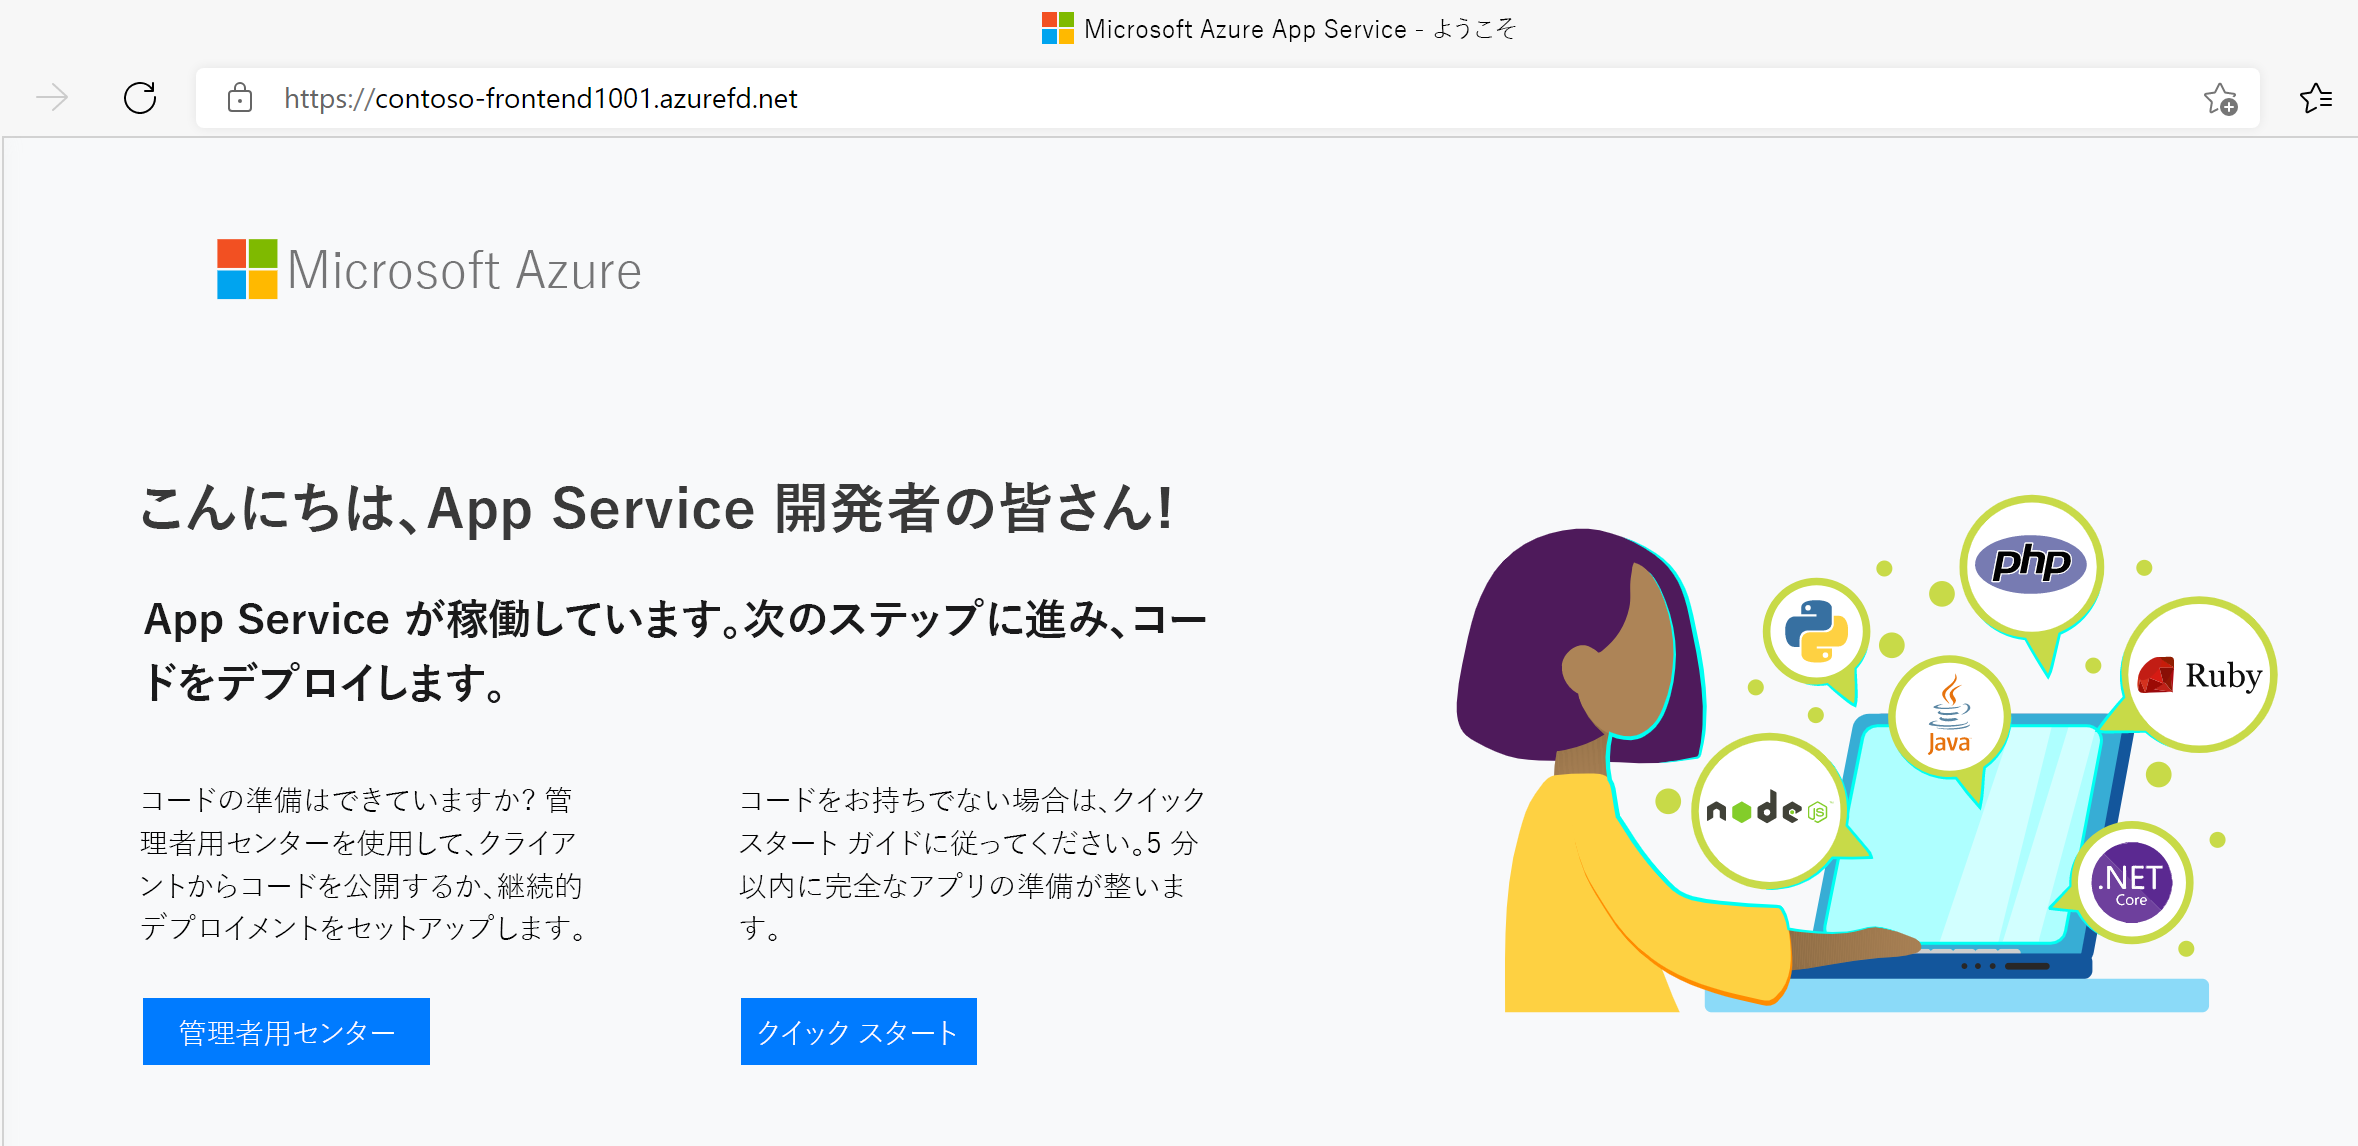 Microsoft Azure App Service - ようこそ
https://contoso-frontend1001.azurefd.net
Microsoft Azure
こんにちは、App Service 開発者の皆さん!
App Service が稼働しています。次のステップに進み、コー
ドをデプロイします。
コードの準備はできていますか? 管
理者用センターを使用して、クライア
ントからコードを公開するか、継続的
デプロイメントをセットアップします。
管理者用センター
コードをお持ちでない場合は、クイック
スタート ガイドに従ってください。5 分
以内に完全なアプリの準備が整いま
す。
クイック スタート
php
Ruby
Java
node
JS
.NET
Core